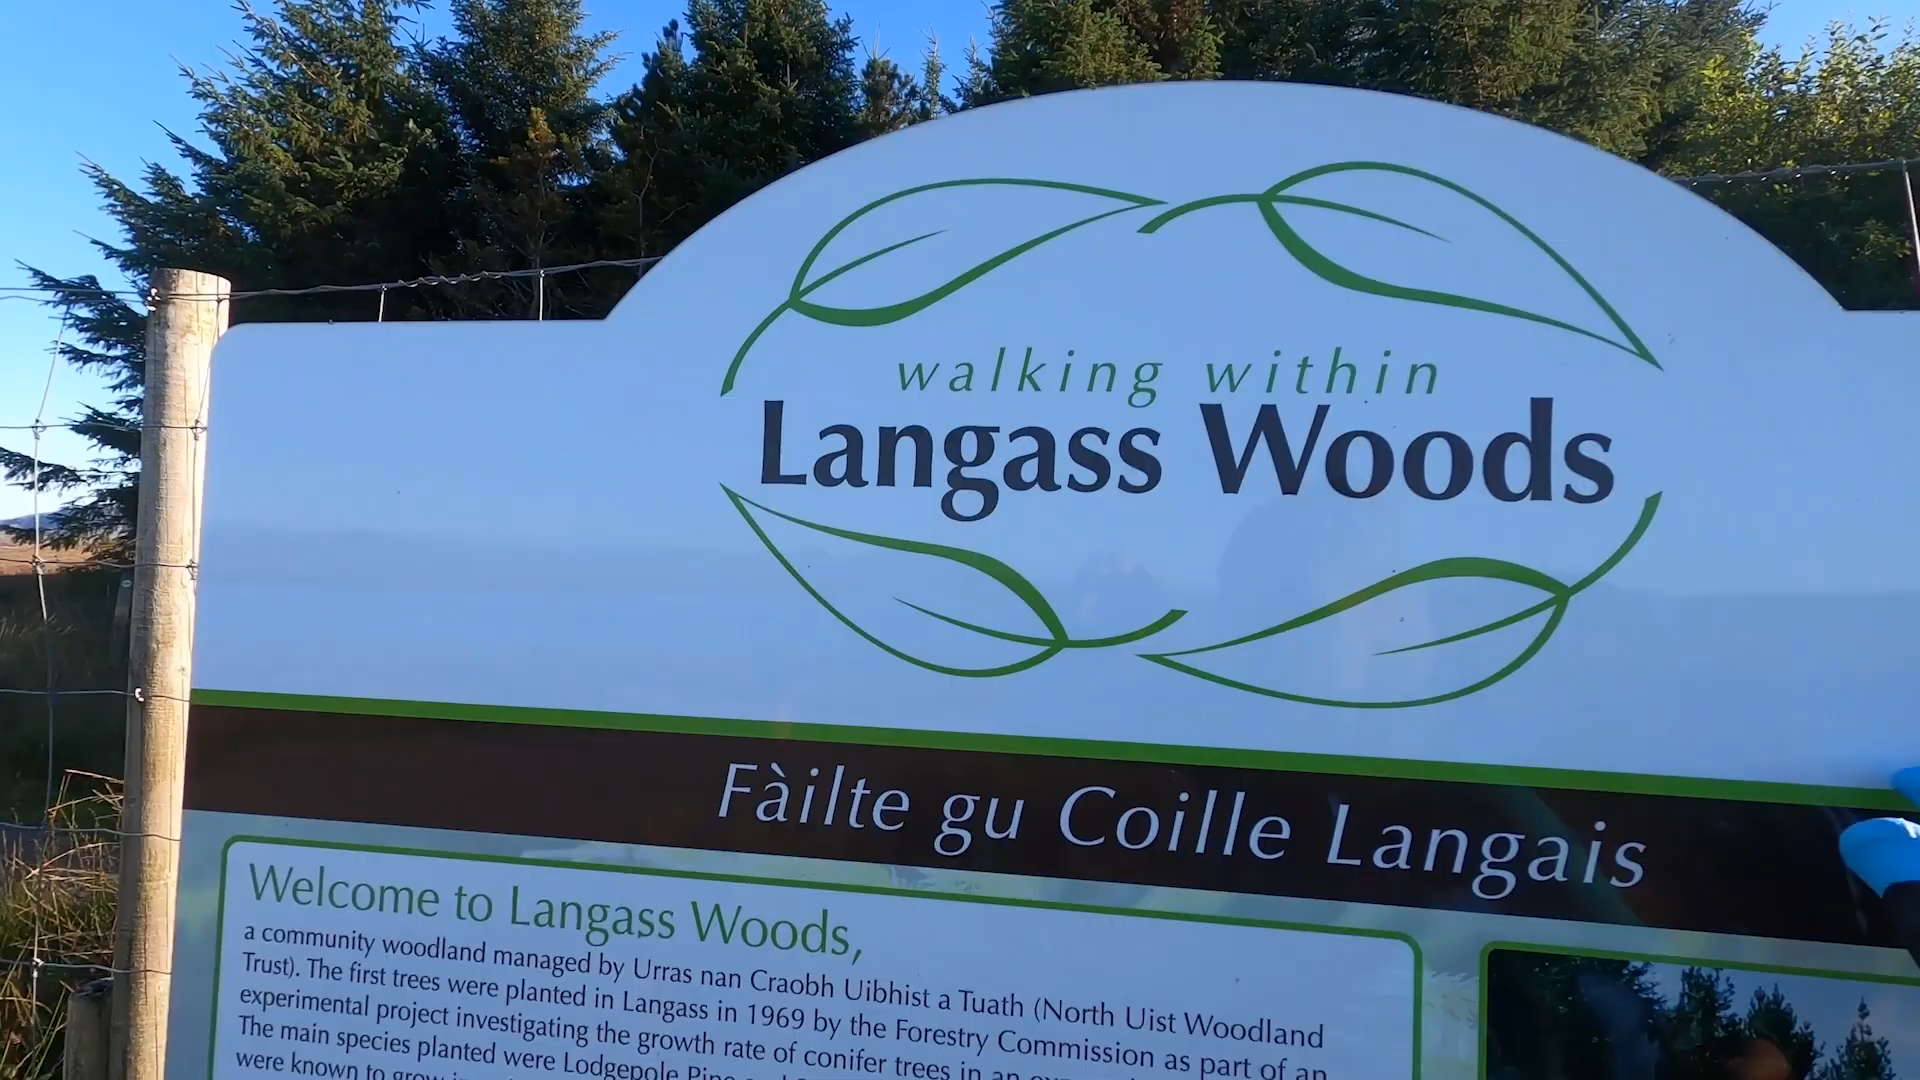 walking within
Langass Woods
Fàilte gu Coille Langais
Welcome to Langass Woods,
a community woodland managed by Urras nan Craobh Uibhist a Tuath (North Uist Woodland
Trust). The first trees were planted in Langass in 1969 by the Forestry Commission as part of an
experimental project investigating the growth rate of conifer trees in an
The main species planted were Lodgepole Pine
were known to grow